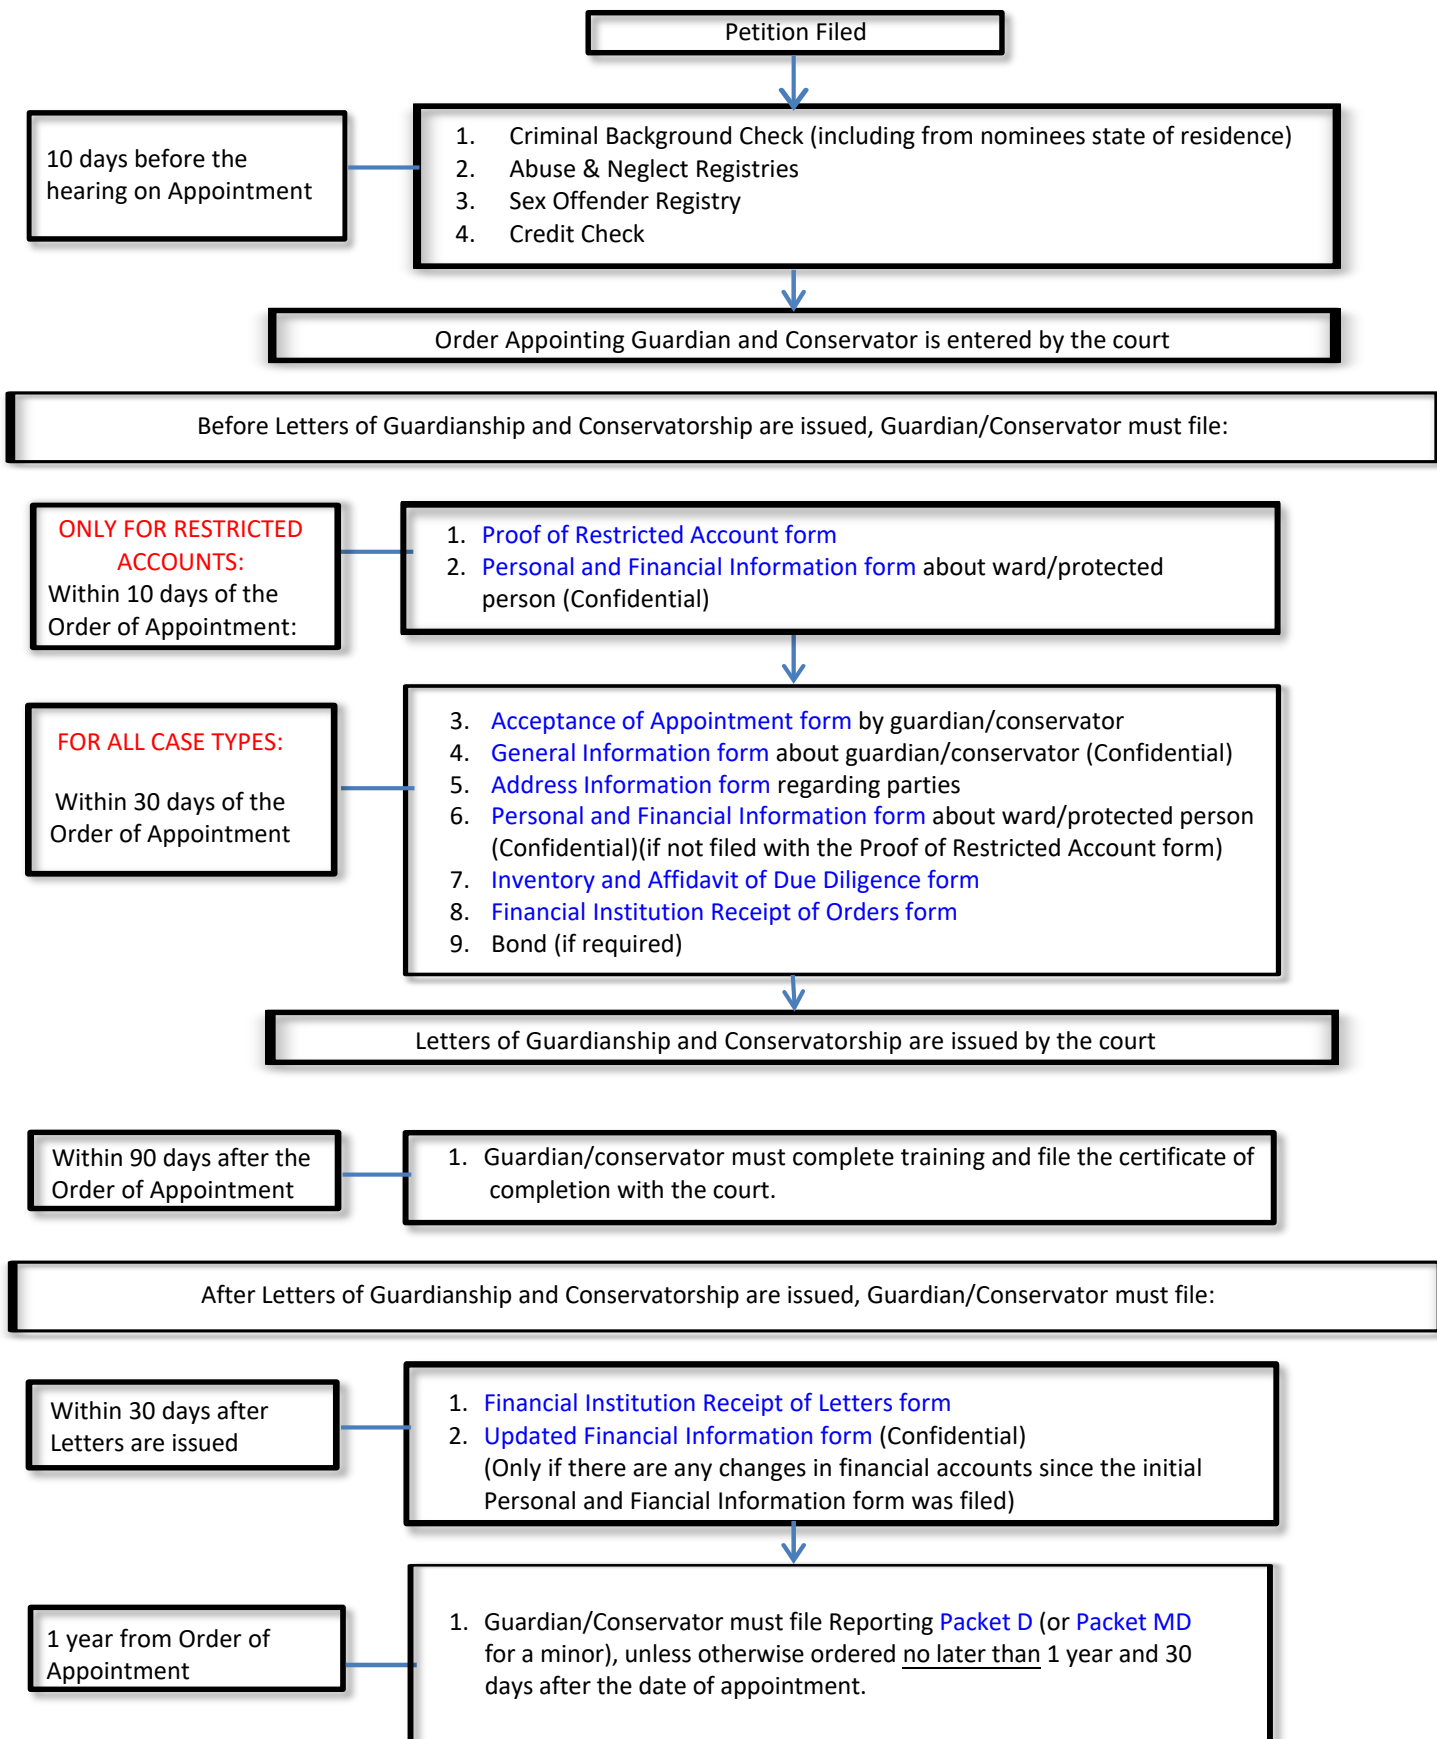 Petition Filed
10 days before the
hearing on Appointment
1. Criminal Background Check (including from nominees state of residence)
2. Abuse & Neglect Registries
3. Sex Offender Registry
4. Credit Check
Order Appointing Guardian and Conservator is entered by the court
Before Letters of Guardianship and Conservatorship are issued, Guardian/Conservator must file:
ONLY FOR RESTRICTED
ACCOUNTS:
Within 10 days of the
Order of Appointment:
1. Proof of Restricted Account form
2. Personal and Financial Information form about ward/protected
person (Confidential)
FOR ALL CASE TYPES:
Within 30 days of the
Order of Appointment
3. Acceptance of Appointment form by guardian/conservator
4. General Information form about guardian/conservator (Confidential)
5. Address Information form regarding parties
6. Personal and Financial Information form about ward/protected person
(Confidential)(if not filed with the Proof of Restricted Account form)
7. Inventory and Affidavit of Due Diligence form
8. Financial Institution Receipt of Orders form
9. Bond (if required)
Letters of Guardianship and Conservatorship are issued by the court
Within 90 days after the
Order of Appointment
1. Guardian/conservator must complete training and file the certificate of
completion with the court.
After Letters of Guardianship and Conservatorship are issued, Guardian/Conservator must file:
Within 30 days after
Letters are issued
1. Financial Institution Receipt of Letters form
2. Updated Financial Information form (Confidential)
(Only if there are any changes in financial accounts since the initial
Personal and Fiancial Information form was filed)
1 year from Order of
Appointment
1. Guardian/Conservator must file Reporting Packet D (or Packet MD
for a minor), unless otherwise ordered no later than 1 year and 30
days after the date of appointment.